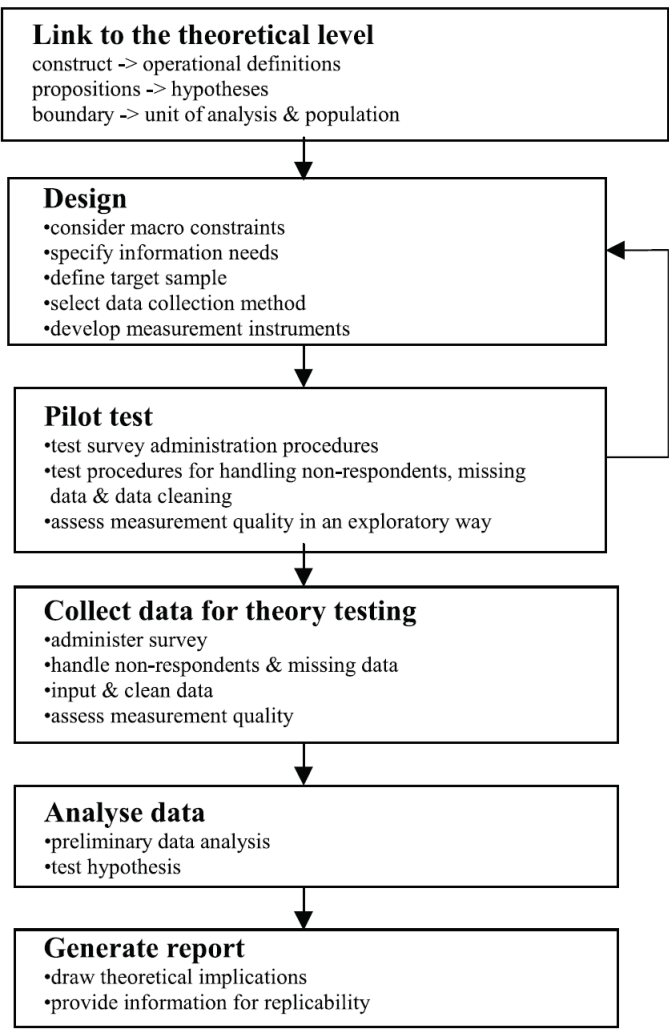 Link to the theoretical level
construct -> operational definitions
propositions -> hypotheses
boundary -> unit of analysis & population
Design
•consider macro constraints
•specify information needs
•define target sample
•select data collection method
•develop measurement instruments
Pilot test
•test survey administration procedures
•test procedures for handling non-respondents, missing
data & data cleaning
•assess measurement quality in an exploratory way
Collect data for theory testing
•administer survey
•handle non-respondents & missing data
•input & clean data
•assess measurement quality
Analyse data
•preliminary data analysis
•test hypothesis
Generate report
•draw theoretical implications
•provide information for replicability